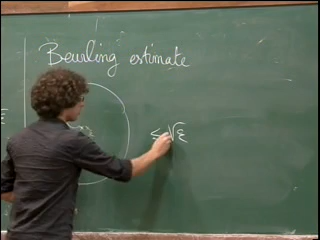 Beurling estimate
< √ε